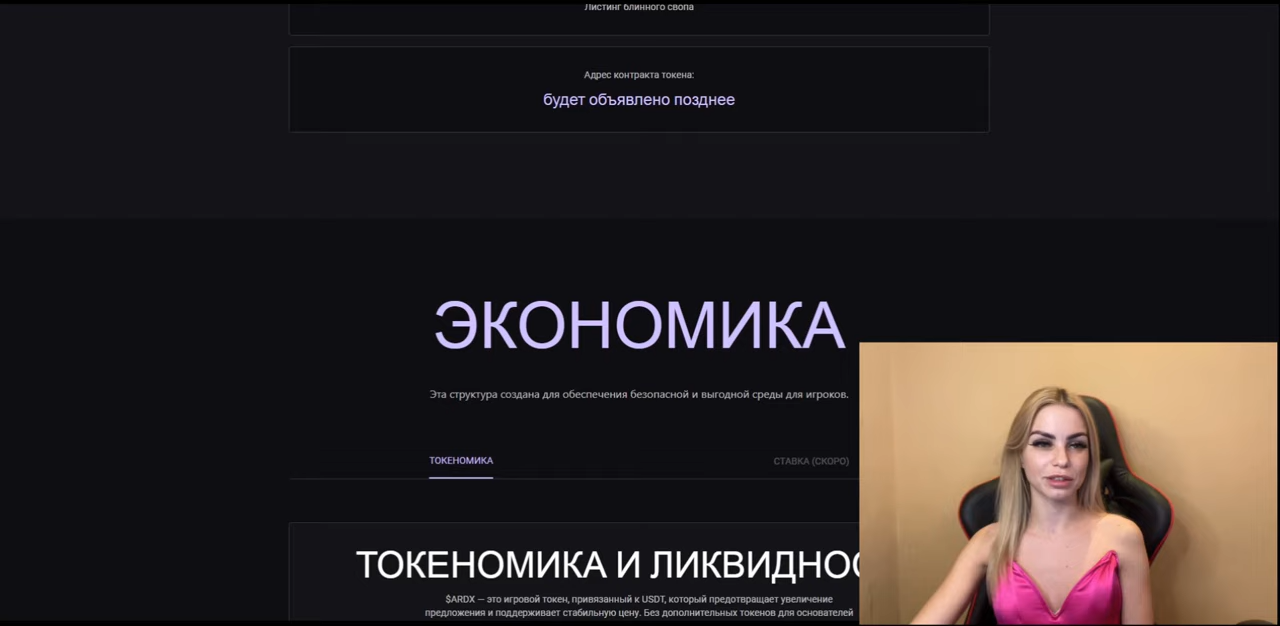 Листинг блинного свопа
Адрес контракта токена:
будет объявлено позднее
ЭКОНОМИКА
Эта структура создана для обеспечения безопасной и выгодной среды для игроков.
ТОКЕНОМИКА
СТАВКА (СКОРО)
ТОКЕНОМИКА И ЛИКВИДНОС
$ARDX — это игровой токен, привязанный к USDT, который предотвращает увеличение
предложения и поддерживает стабильную цену. Без дополнительных токенов для основателей